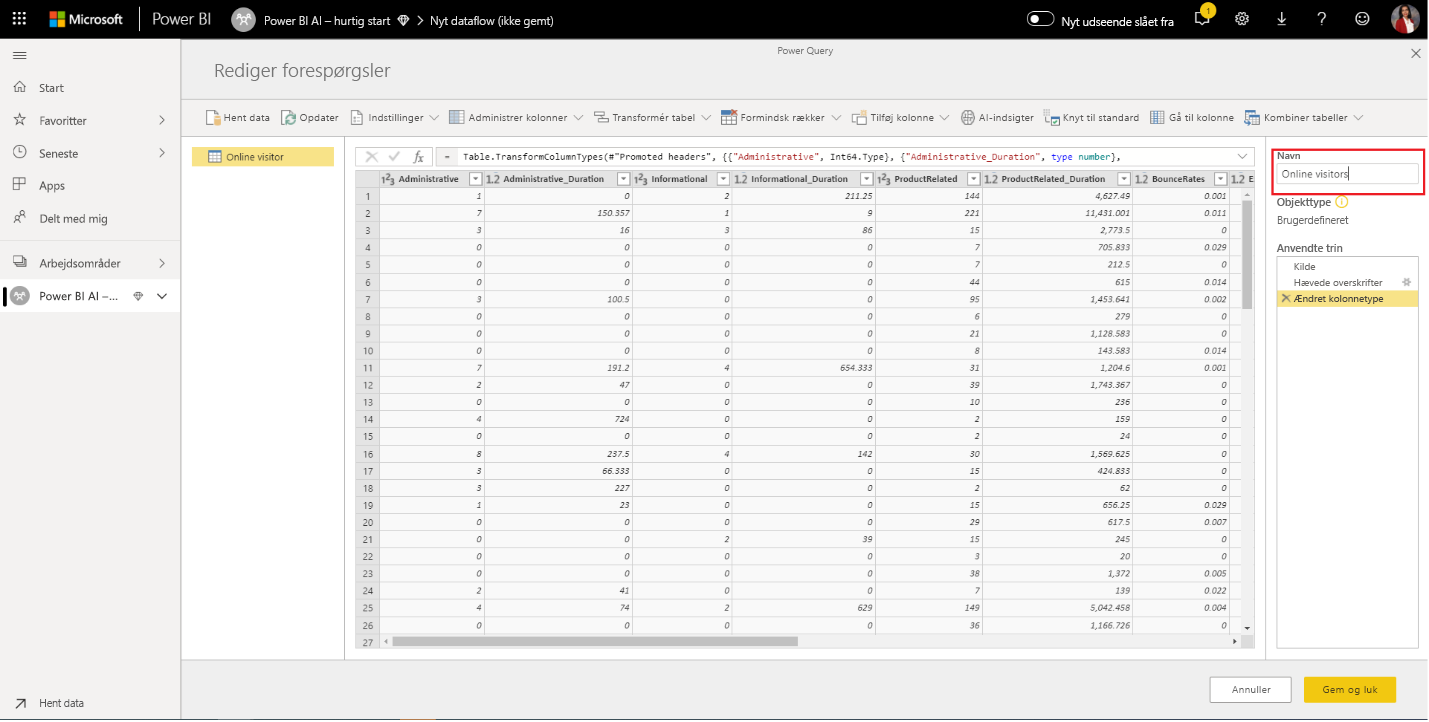 Microsoft Power BI Power BI AI – hurtig start > Nyt dataflow (ikke gemt) Nyt udseende slået fra 1 ?
Power Query
Rediger forespørgsler
Start
Favoritter
Seneste
Apps
Delt med mig
Arbejdsområder
Power BI AI –...
Hent data
Hent data Opdater Indstillinger Administrer kolonner Transformér tabel Formindsk rækker Tilføj kolonne AI-indsigter Knyt til standard Gå til kolonne Kombiner tabeller
Online visitor
fx = Table.TransformColumnTypes(#"Promoted headers", {{"Administrative", Int64.Type}, {"Administrative_Duration", type number},
1²3 Administrative 1.2 Administrative_Duration 1²3 Informational 1.2 Informational_Duration 1²3 ProductRelated 1.2 ProductRelated_Duration 1.2 BounceRates 1.2 E
1 1 0 2 211.25 144 4,627.49 0.001
2 7 150.357 1 9 221 11,431.001 0.011
3 3 16 3 86 15 2,773.5 0
4 0 0 0 0 7 705.833 0.029
5 0 0 0 0 7 212.5 0
6 0 0 0 0 44 615 0.014
7 3 100.5 0 0 95 1,453.641 0.002
8 0 0 0 0 6 279 0
9 0 0 0 0 21 1,128.583 0
10 0 0 0 0 8 143.583 0.014
11 7 191.2 4 654.333 31 1,204.6 0.001
12 2 47 0 0 39 1,743.367 0
13 0 0 0 0 10 236 0
14 4 724 0 0 2 159 0
15 0 0 0 0 2 24 0
16 8 237.5 4 142 30 1,569.625 0
17 3 66.333 0 0 15 424.833 0
18 3 227 0 0 2 62 0
19 1 23 0 0 15 656.25 0.029
20 0 0 0 0 29 617.5 0.007
21 0 0 2 39 15 245 0
22 0 0 0 0 3 20 0
23 0 0 0 0 38 1,372 0.005
24 2 41 0 0 7 139 0.022
25 4 74 2 629 149 5,042.458 0.004
26 0 0 0 0 36 1,166.726 0
27
Navn
Online visitors
Objekttype
Brugerdefineret
Anvendte trin
Kilde
Hævede overskrifter
Ændret kolonnetype
Annuller Gem og luk